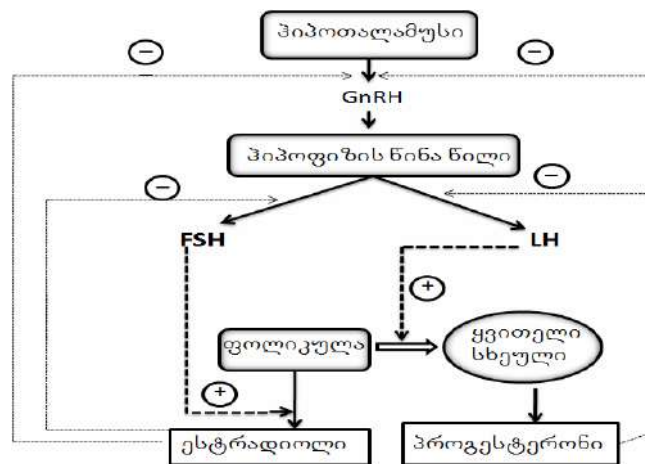 ჰიპოთალამუსი
GnRH
ჰიპოფიზის წინა წილი
FSH
LH
ფოლიკულა
ყვითელი
სხეული
ესტრადიოლი
პროგესტერონი